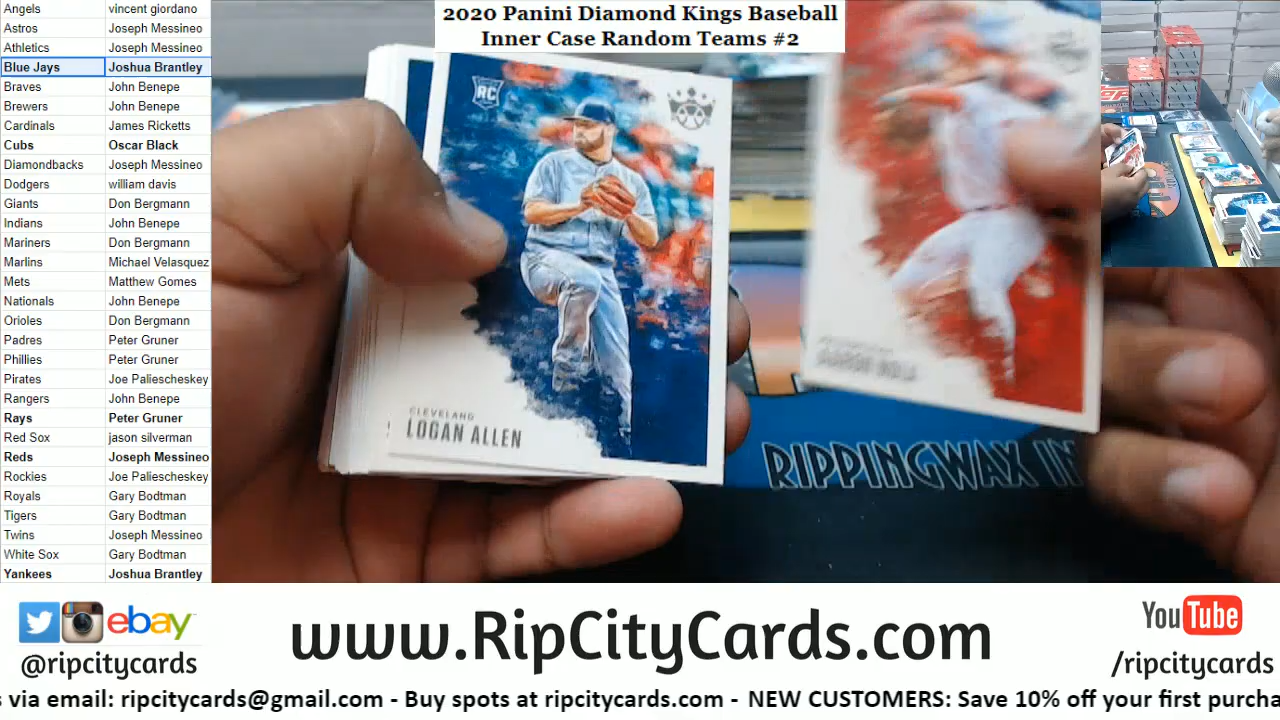 2020 Panini Diamond Kings Baseball
Inner Case Random Teams #2
Angels vincent giordano
Astros Joseph Messineo
Athletics Joseph Messineo
Blue Jays Joshua Brantley
Braves John Benepe
Brewers John Benepe
Cardinals James Ricketts
Cubs Oscar Black
Diamondbacks Joseph Messineo
Dodgers william davis
Giants Don Bergmann
Indians John Benepe
Mariners Don Bergmann
Marlins Michael Velasquez
Mets Matthew Gomes
Nationals John Benepe
Orioles Don Bergmann
Padres Peter Gruner
Phillies Peter Gruner
Pirates Joe Paliescheskey
Rangers John Benepe
Rays Peter Gruner
Red Sox jason silverman
Reds Joseph Messineo
Rockies Joe Paliescheskey
Royals Gary Bodtman
Tigers Gary Bodtman
Twins Joseph Messineo
White Sox Gary Bodtman
Yankees Joshua Brantley
RC
CLEVELAND
LOGAN ALLEN
AARON NOLA
RIPPINGWAX IN
ebay
@ripcitycards
www.RipCityCards.com
YouTube
/ripcitycards
s via email: ripcitycards@gmail.com - Buy spots at ripcitycards.com - NEW CUSTOMERS: Save 10% off your first purcha